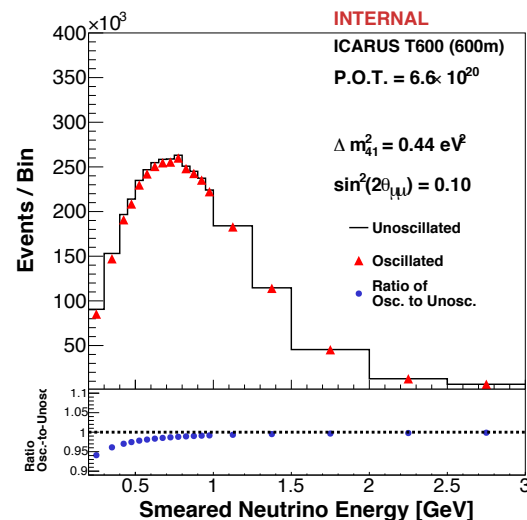 INTERNAL
×10³
ICARUS T600 (600m)
P.O.T. = 6.6× 10²⁰
Δ m²₄₁ = 0.44 eV²
sin²(2θ_μμ) = 0.10
Unoscillated
Oscillated
Ratio of
Osc. to Unosc.
Events / Bin
400
350
300
250
200
150
100
50
Ratio
Osc.-to-Unosc
1.1
1.05
1
0.95
0.9
0.5 1 1.5 2 2.5 3
Smeared Neutrino Energy [GeV]